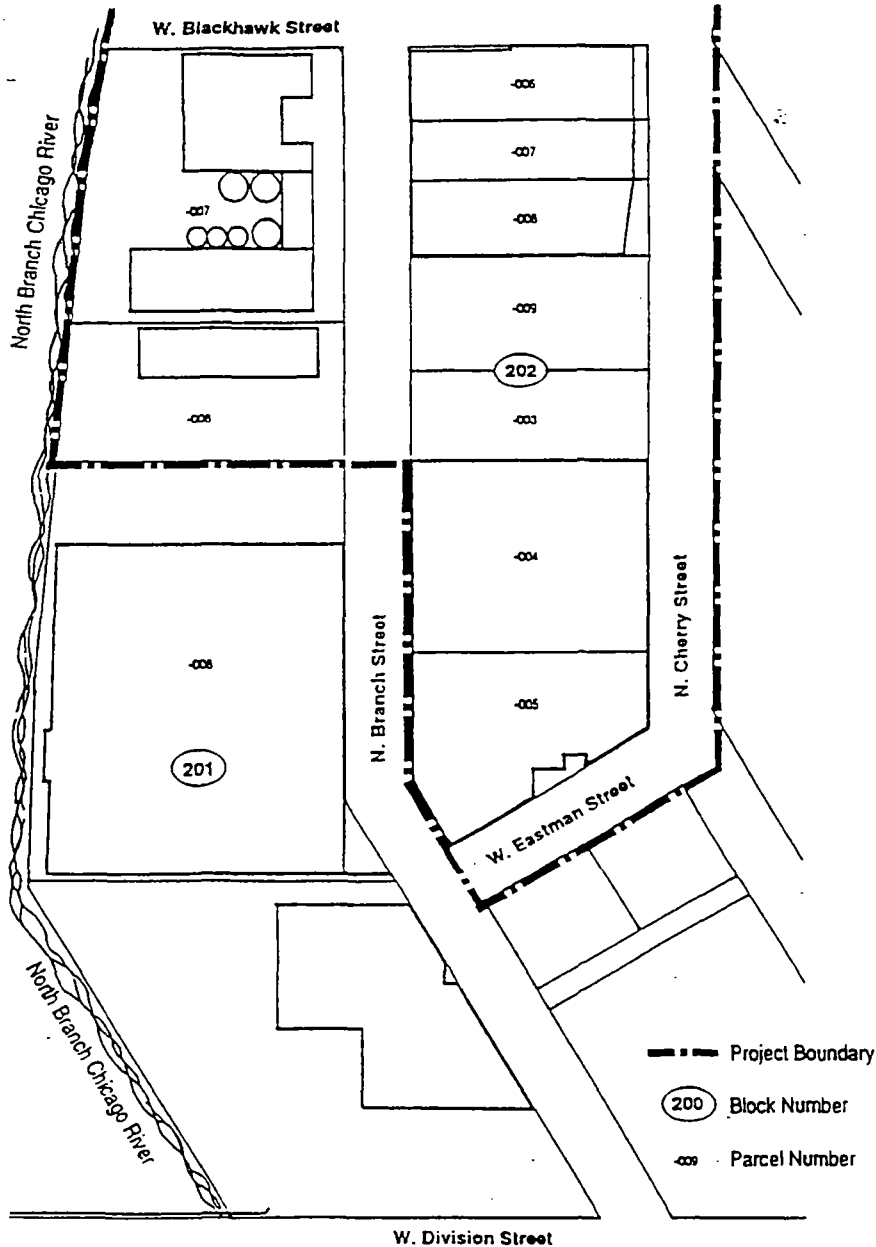 W. Blackhawk Street
North Branch Chicago River
-007
-006
-007
-008
-009
202
-003
-006
-004
-005
-008
201
N. Branch Street
N. Cherry Street
W. Eastman Street
North Branch Chicago River
Project Boundary
200 Block Number
-009 Parcel Number
W. Division Street